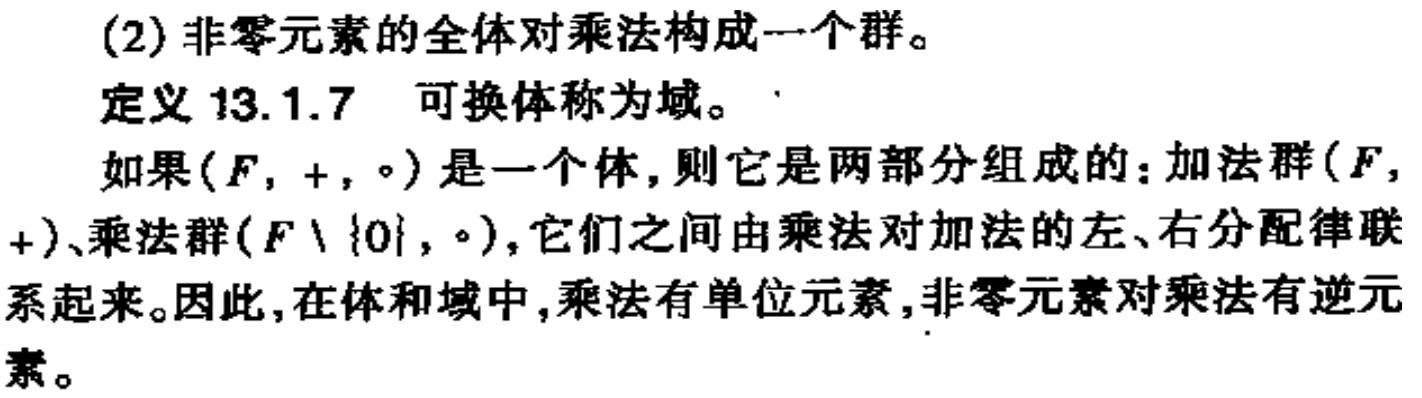 (2) 非零元素的全体对乘法构成一个群。
定义 13.1.7 可换体称为域。
如果(F, +, ∘) 是一个体,则它是两部分组成的:加法群(F,
+)、乘法群(F \ {0}, ∘),它们之间由乘法对加法的左、右分配律联
系起来。因此,在体和域中,乘法有单位元素,非零元素对乘法有逆元
素。